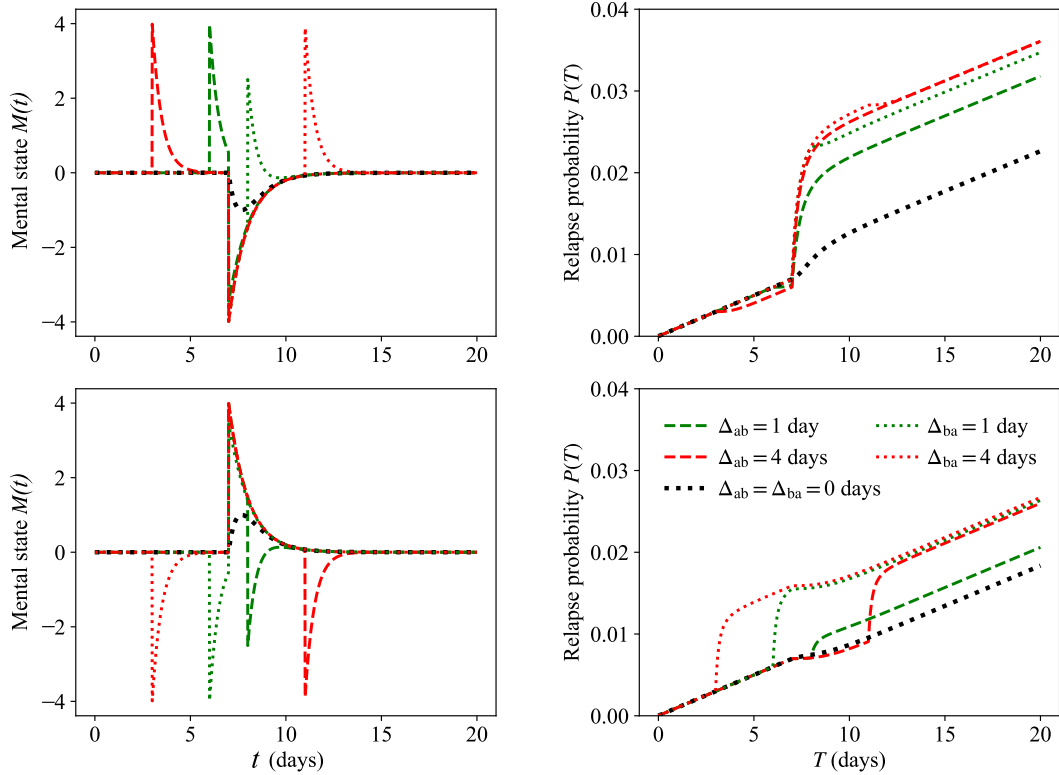 Mental state M(t)
4
2
0
−2
−4
0 5 10 15 20
Relapse probability P(T)
0.04
0.03
0.02
0.01
0.00
0 5 10 15 20
Mental state M(t)
4
2
0
−2
−4
0 5 10 15 20
t (days)
Relapse probability P(T)
0.04
0.03
0.02
0.01
0.00
Δab = 1 day
Δab = 4 days
Δab = Δba = 0 days
Δba = 1 day
Δba = 4 days
0 5 10 15 20
T (days)